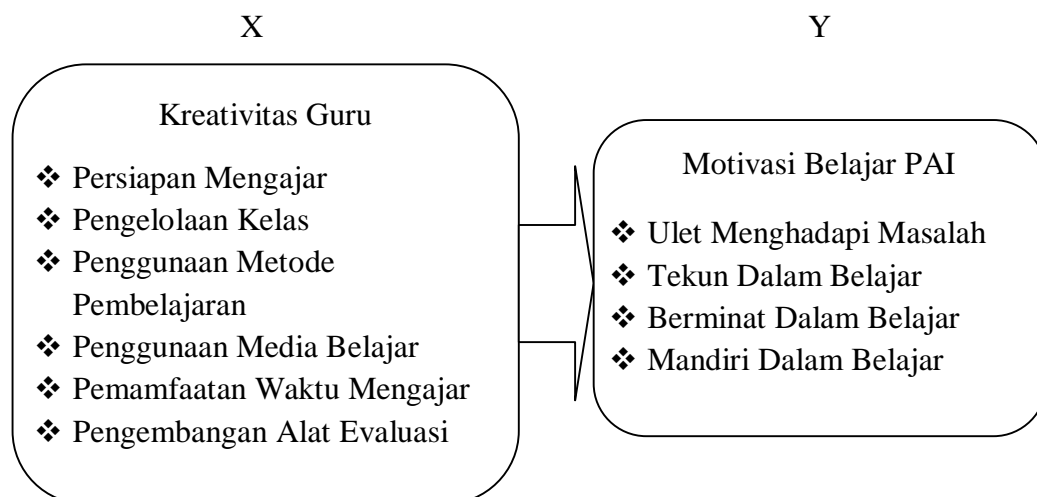 X
Y
Kreativitas Guru
❖ Persiapan Mengajar
❖ Pengelolaan Kelas
❖ Penggunaan Metode
Pembelajaran
❖ Penggunaan Media Belajar
❖ Pemamfaatan Waktu Mengajar
❖ Pengembangan Alat Evaluasi
Motivasi Belajar PAI
❖ Ulet Menghadapi Masalah
❖ Tekun Dalam Belajar
❖ Berminat Dalam Belajar
❖ Mandiri Dalam Belajar